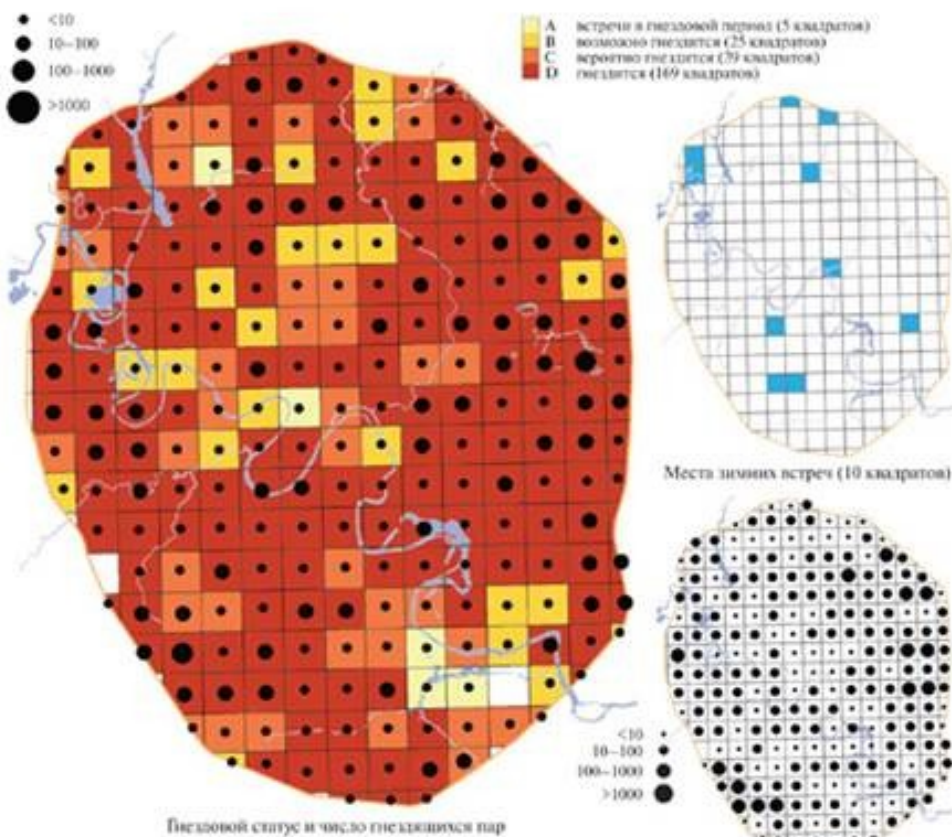 <10
10–100
100–1000
>1000
A встречи в гнездовой период (5 квадратов)
B возможно гнездится (25 квадратов)
C вероятно гнездится (29 квадратов)
D гнездится (169 квадратов)
Места зимних встреч (10 квадратов)
<10
10–100
100–1000
>1000
Гнездовой статус и число гнездящихся пар